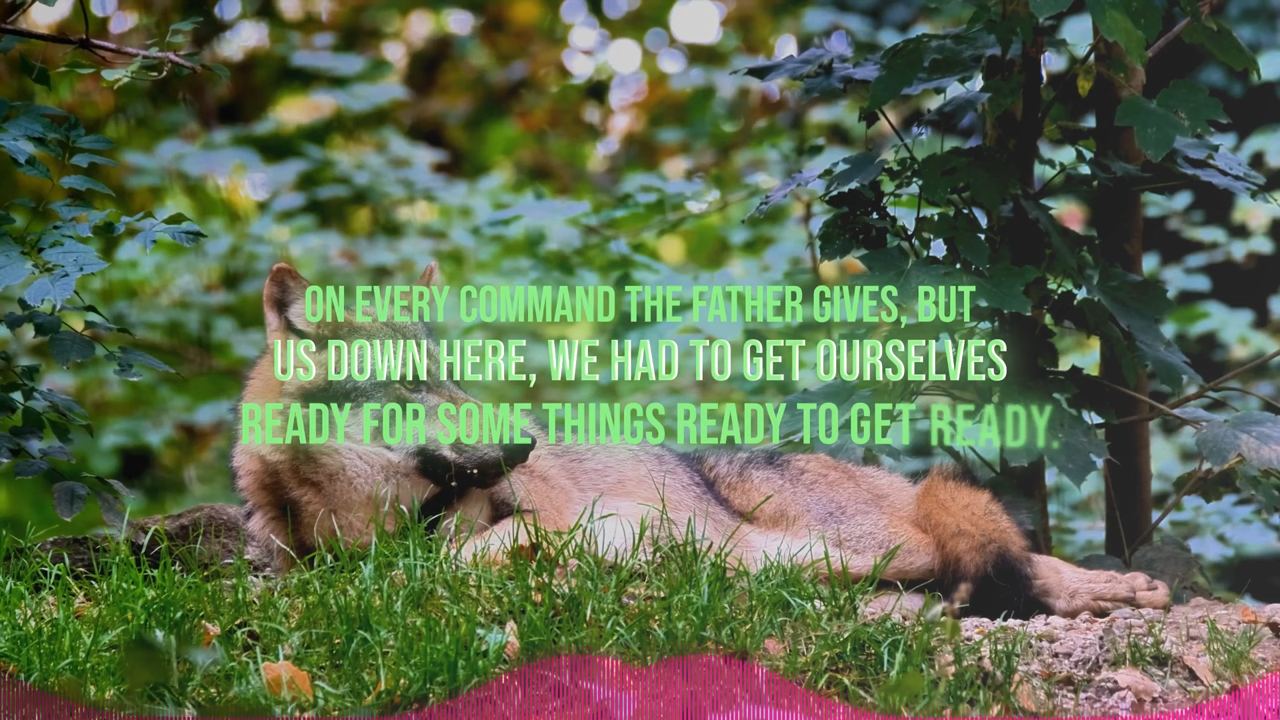 ON EVERY COMMAND THE FATHER GIVES, BUT
US DOWN HERE, WE HAD TO GET OURSELVES
READY FOR SOME THINGS READY TO GET READY.